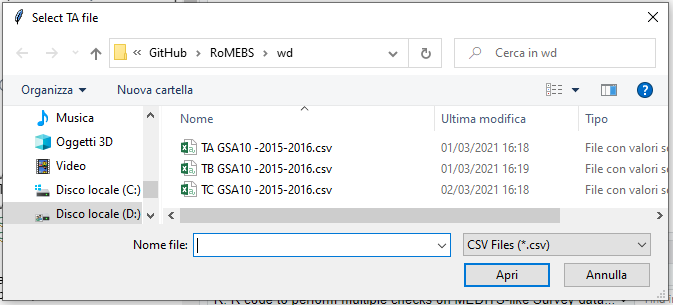 Select TA file
« GitHub > RoMEBS > wd
Cerca in wd
Organizza
Nuova cartella
Nome
Ultima modifica
Tipo
Musica
Oggetti 3D
Video
Disco locale (C:)
Disco locale (D:)
TA GSA10 -2015-2016.csv 01/03/2021 16:18 File con valori se
TB GSA10 -2015-2016.csv 01/03/2021 16:19 File con valori se
TC GSA10 -2015-2016.csv 02/03/2021 16:18 File con valori se
Nome file:
CSV Files (*.csv)
Apri
Annulla
R: R code to perform multiple checks on MEDITS-like Survey data...